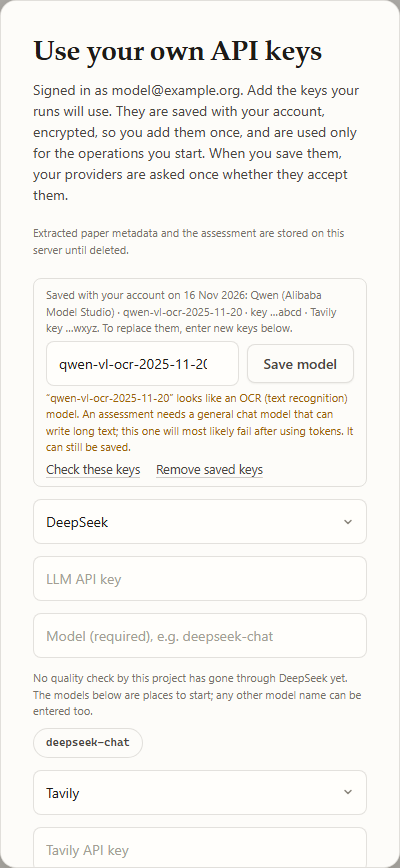 Use your own API keys
Signed in as model@example.org. Add the keys your
runs will use. They are saved with your account,
encrypted, so you add them once, and are used only
for the operations you start. When you save them,
your providers are asked once whether they accept
them.
Extracted paper metadata and the assessment are stored on this
server until deleted.
Saved with your account on 16 Nov 2026: Qwen (Alibaba
Model Studio) · qwen-vl-ocr-2025-11-20 · key …abcd · Tavily
key …wxyz. To replace them, enter new keys below.
qwen-vl-ocr-2025-11-20
Save model
“qwen-vl-ocr-2025-11-20” looks like an OCR (text recognition)
model. An assessment needs a general chat model that can
write long text; this one will most likely fail after using tokens. It
can still be saved.
Check these keys
Remove saved keys
DeepSeek
LLM API key
Model (required), e.g. deepseek-chat
No quality check by this project has gone through DeepSeek yet.
The models below are places to start; any other model name can be
entered too.
deepseek-chat
Tavily
Tavily API key